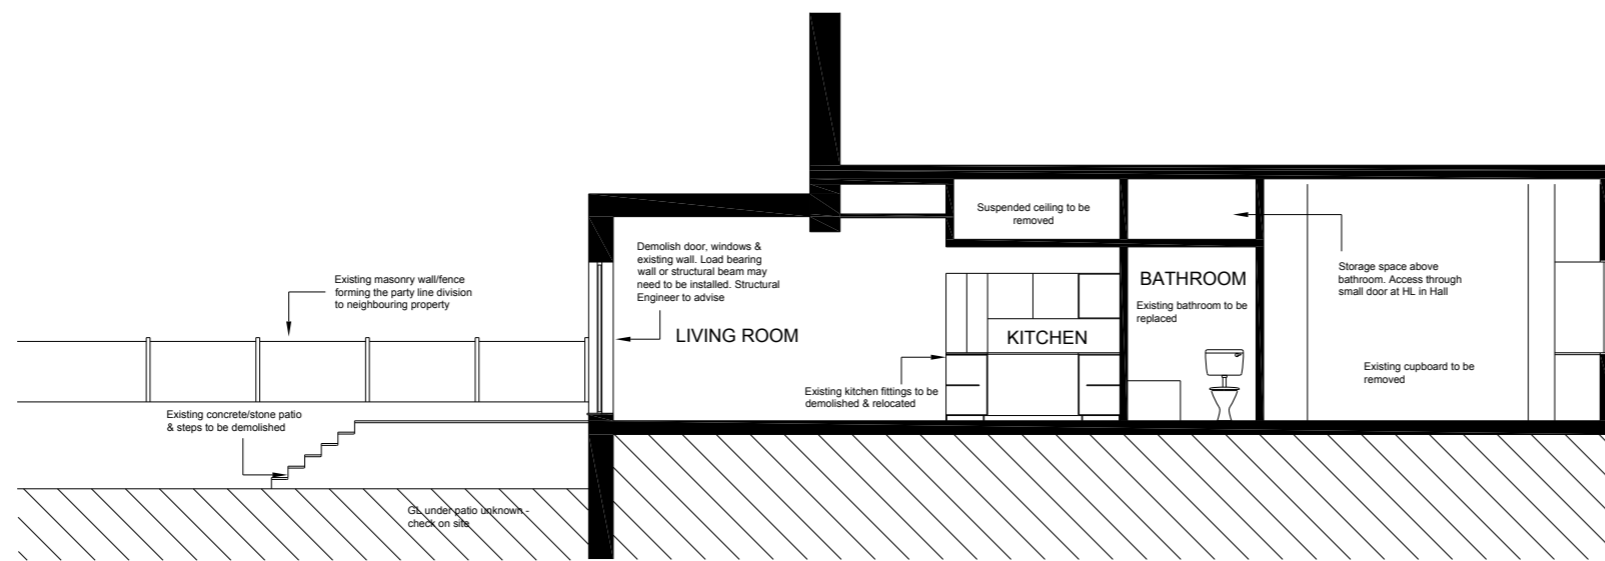 Suspended ceiling to be
removed
Demolish door, windows &
existing wall. Load bearing
wall or structural beam may
need to be installed. Structural
Engineer to advise
Existing masonry wall/fence
forming the party line division
to neighbouring property
LIVING ROOM
KITCHEN
BATHROOM
Existing bathroom to be
replaced
Storage space above
bathroom. Access through
small door at HL in Hall
Existing cupboard to be
removed
Existing kitchen fittings to be
demolished & relocated
Existing concrete/stone patio
& steps to be demolished
GL under patio unknown -
check on site